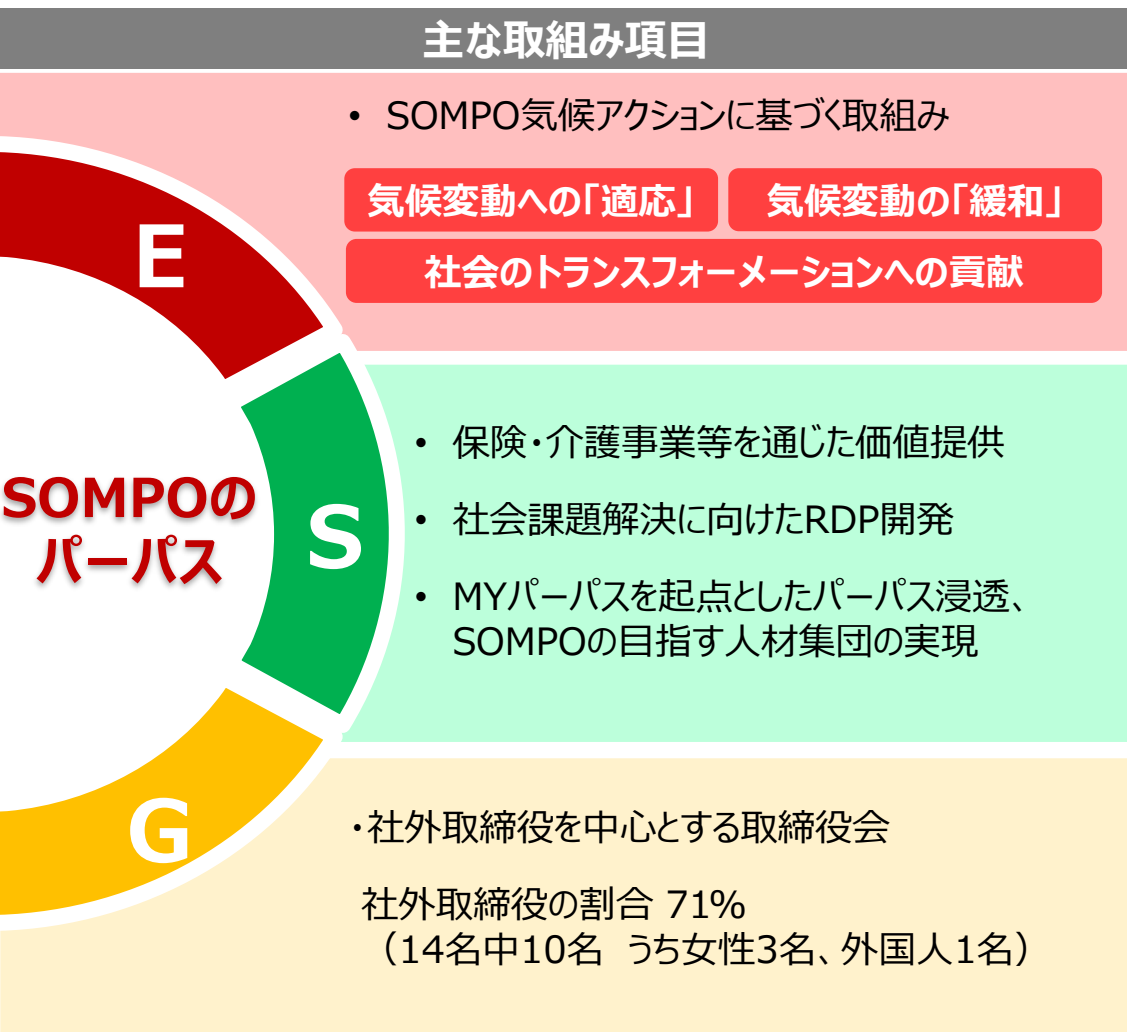 主な取組み項目
• SOMPO気候アクションに基づく取組み
気候変動への「適応」
気候変動の「緩和」
社会のトランスフォーメーションへの貢献
E
• 保険・介護事業等を通じた価値提供
• 社会課題解決に向けたRDP開発
• MYパーパスを起点としたパーパス浸透、
SOMPOの目指す人材集団の実現
S
SOMPOの
パーパス
G
・社外取締役を中心とする取締役会
社外取締役の割合 71%
（14名中10名 うち女性3名、外国人1名）